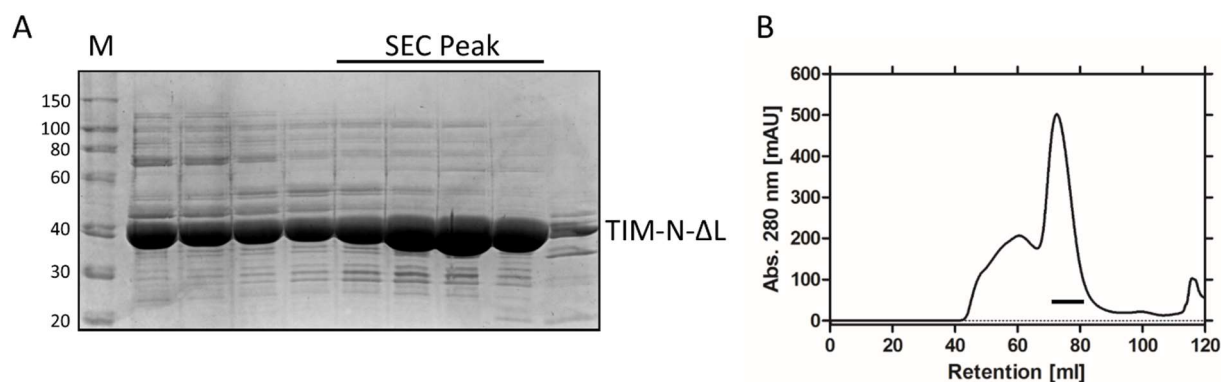 A
M
SEC Peak
150
100
80
60
40
30
20
TIM-N-ΔL
B
600
500
400
300
200
100
0
Abs. 280 nm [mAU]
0 20 40 60 80 100 120
Retention [ml]